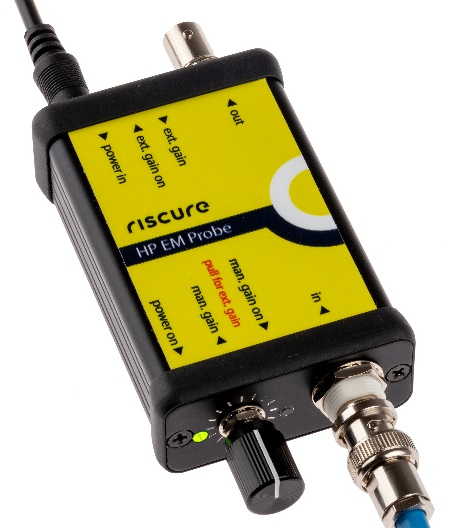 ◄ out
► ext. gain
◄ ext. gain on
► power in
riscure
HP EM Probe
in ◄
man. gain on ►
pull for ext. gain
man. gain ◄
power on ►